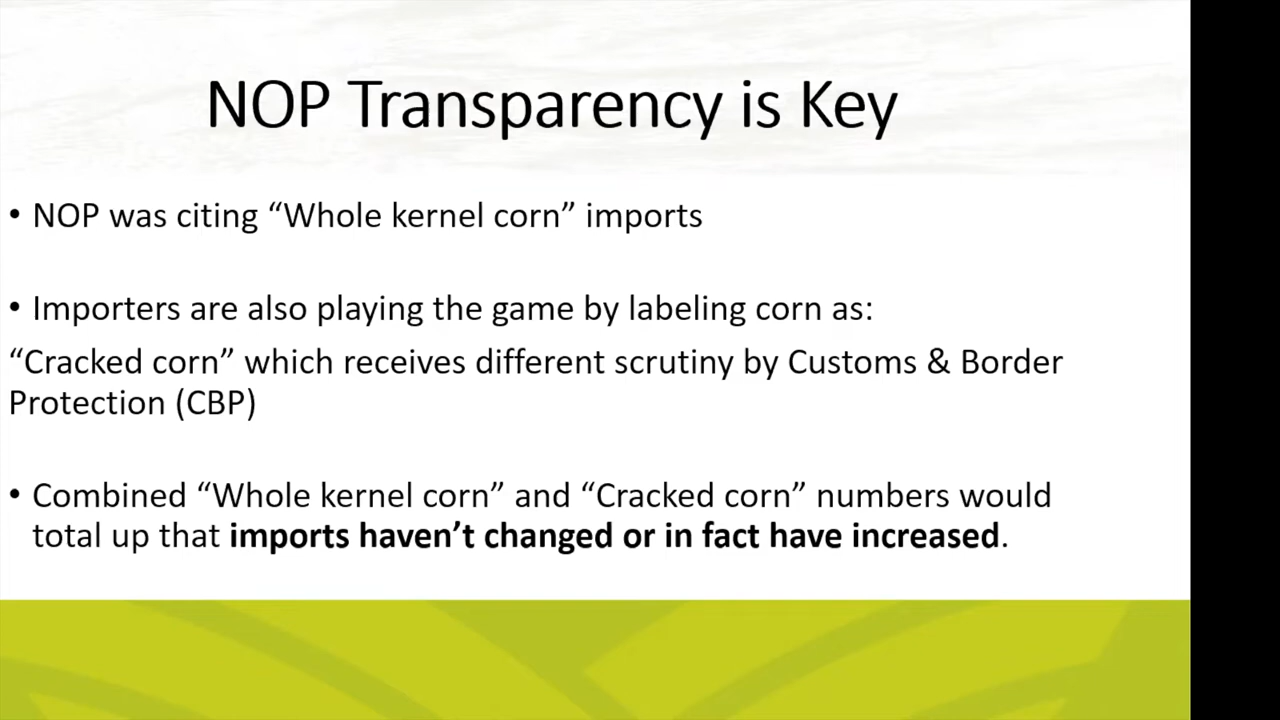 NOP Transparency is Key
• NOP was citing “Whole kernel corn” imports
• Importers are also playing the game by labeling corn as:
“Cracked corn” which receives different scrutiny by Customs & Border
Protection (CBP)
• Combined “Whole kernel corn” and “Cracked corn” numbers would
total up that imports haven’t changed or in fact have increased.